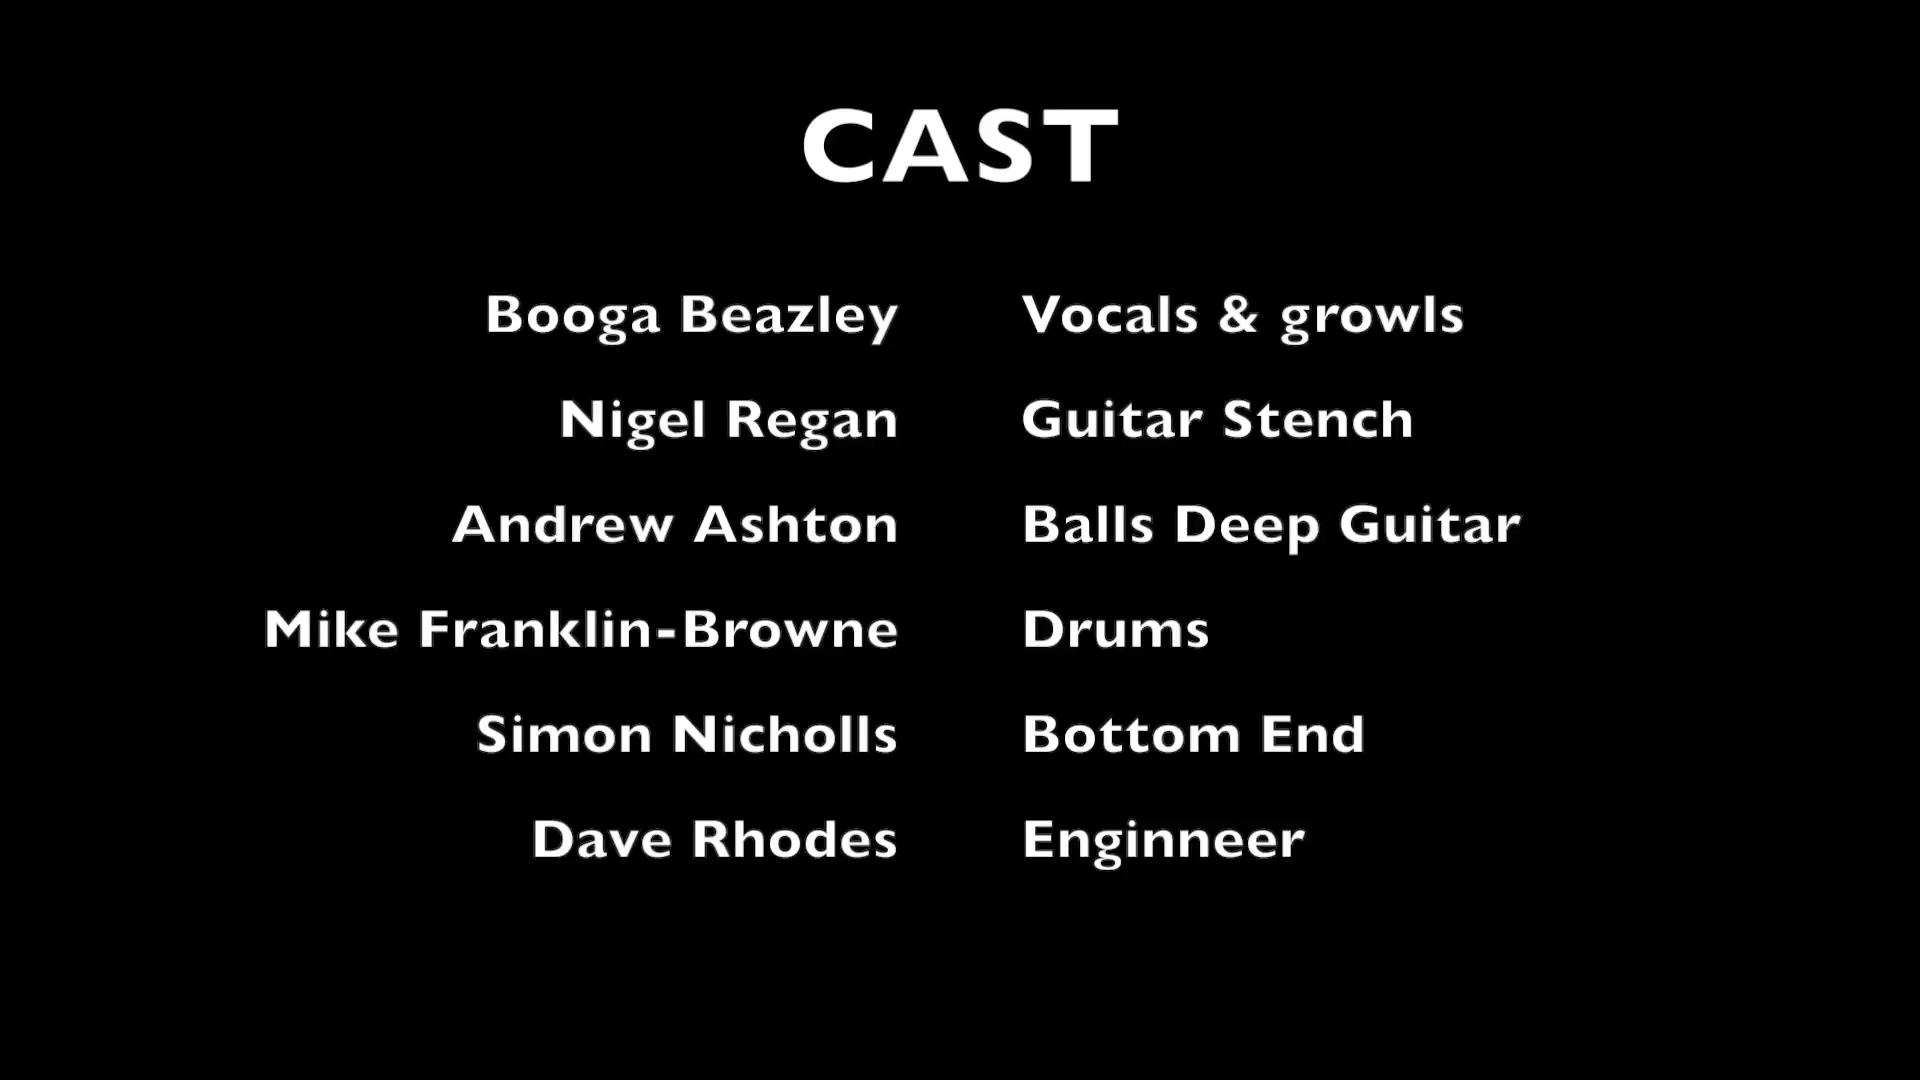 CAST
Booga Beazley Vocals & growls
Nigel Regan Guitar Stench
Andrew Ashton Balls Deep Guitar
Mike Franklin-Browne Drums
Simon Nicholls Bottom End
Dave Rhodes Enginneer